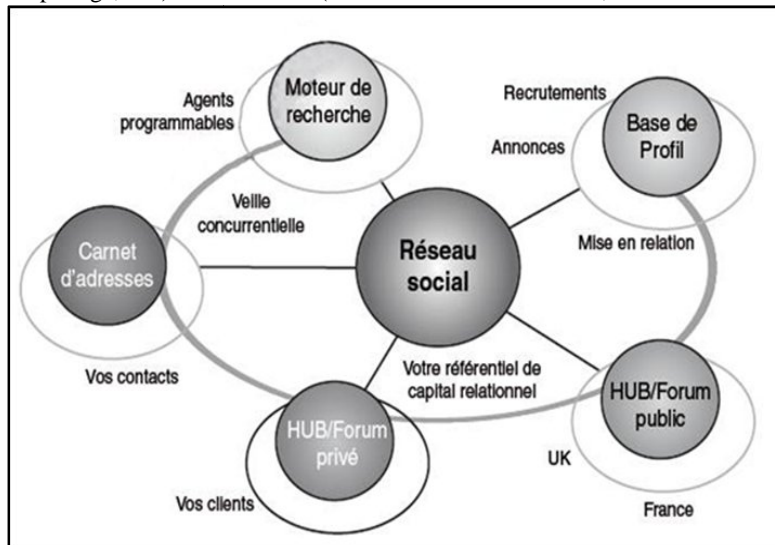 Moteur de
recherche
Agents
programmables
Recrutements
Base de
Profil
Annonces
Veille
concurrentielle
Mise en relation
Carnet
d'adresses
Réseau
social
Vos contacts
Votre référentiel de
capital relationnel
HUB/Forum
public
HUB/Forum
privé
UK
Vos clients
France